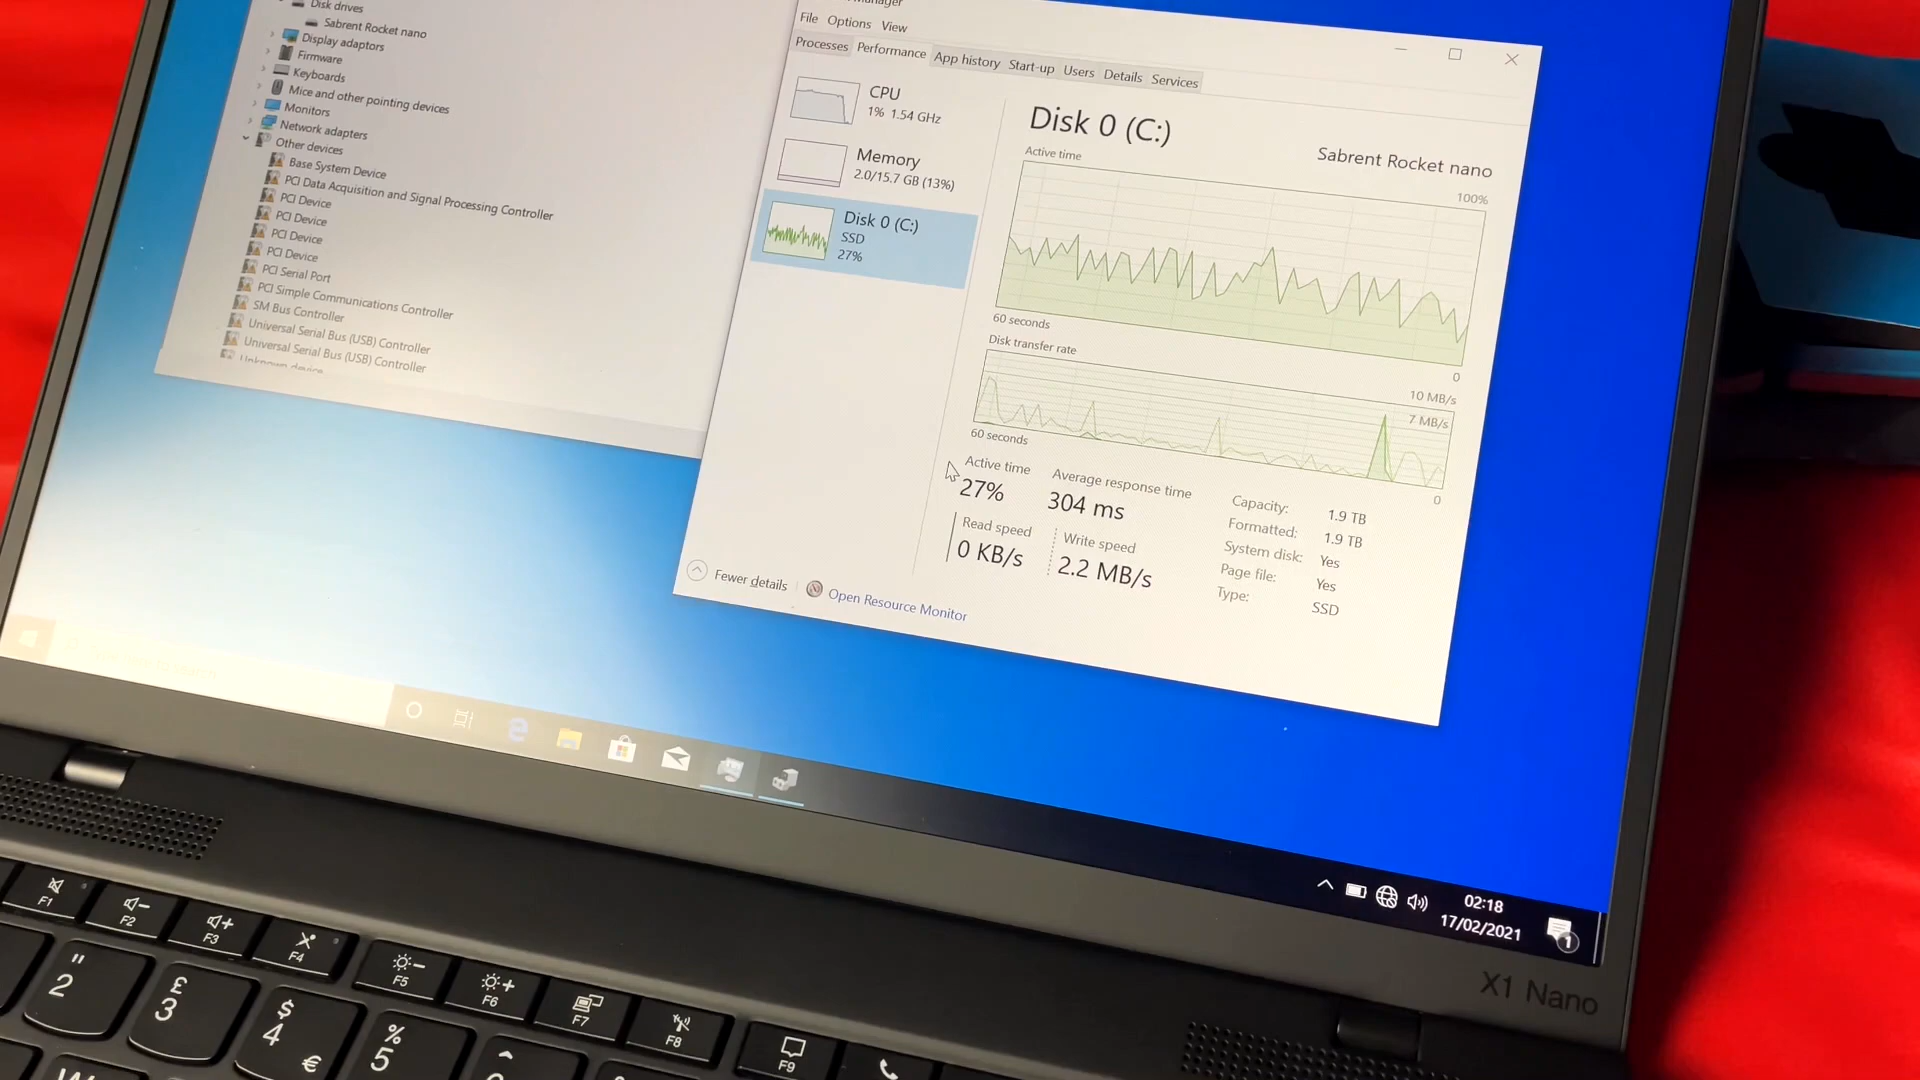 Disk drives
Sabrent Rocket nano
Display adaptors
Firmware
Keyboards
Mice and other pointing devices
Monitors
Network adapters
Other devices
Base System Device
PCI Data Acquisition and Signal Processing Controller
PCI Device
PCI Device
PCI Device
PCI Device
PCI Serial Port
PCI Simple Communications Controller
SM Bus Controller
Universal Serial Bus (USB) Controller
Universal Serial Bus (USB) Controller
Unknown device
File Options View
Processes Performance App history Start-up Users Details Services
CPU
1% 1.54 GHz
Memory
2.0/15.7 GB (13%)
Disk 0 (C:)
SSD
27%
Disk 0 (C:)
Sabrent Rocket nano
Active time
100%
60 seconds
0
Disk transfer rate
10 MB/s
7 MB/s
60 seconds
0
Active time
27%
Average response time
304 ms
Read speed
0 KB/s
Write speed
2.2 MB/s
Capacity: 1.9 TB
Formatted: 1.9 TB
System disk: Yes
Page file: Yes
Type: SSD
Fewer details
Open Resource Monitor
02:18
17/02/2021
1
X1 Nano
F1
F2
F3
F4
F5
F6
F7
F8
F9
"
2
£
3
$
4
€
%
5
^
W